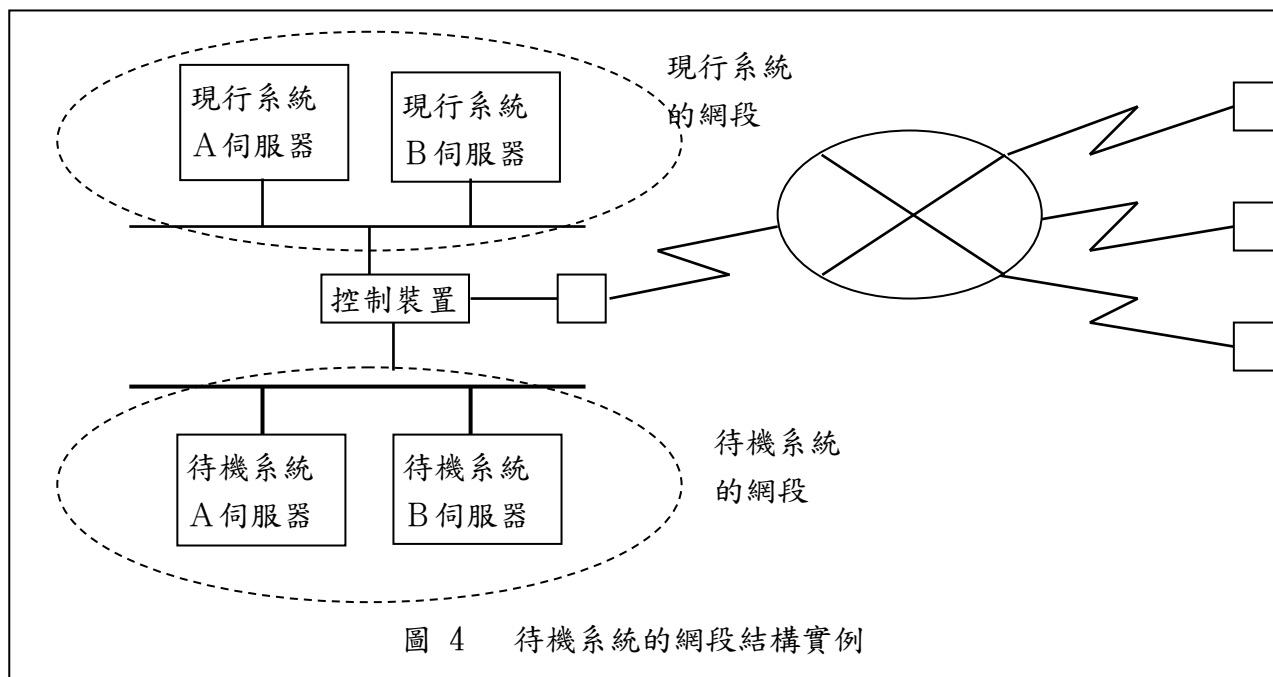 現行系統
Ａ伺服器
現行系統
Ｂ伺服器
現行系統
的網段
控制裝置
待機系統
Ａ伺服器
待機系統
Ｂ伺服器
待機系統
的網段
圖 4 待機系統的網段結構實例